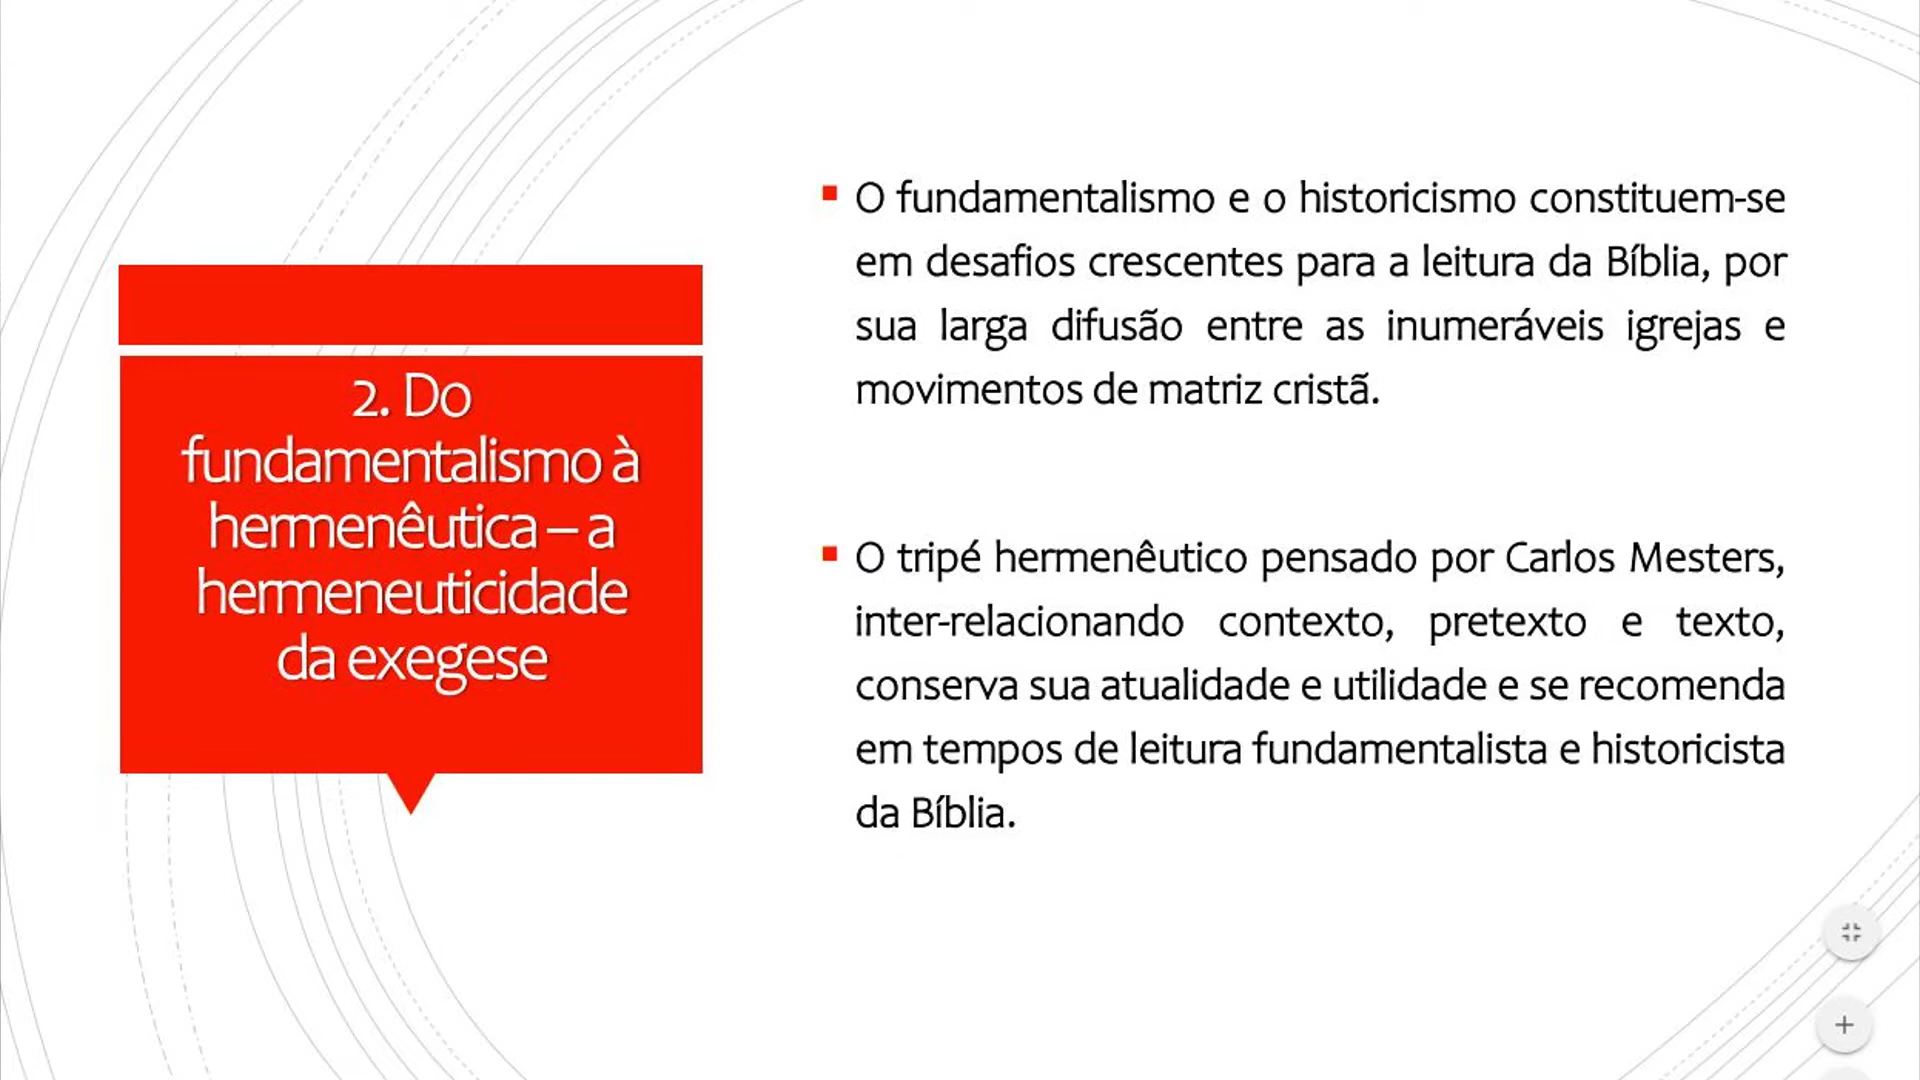 2. Do
fundamentalismo à
hermenêutica – a
hermeneuticidade
da exegese
O fundamentalismo e o historicismo constituem-se
em desafios crescentes para a leitura da Bíblia, por
sua larga difusão entre as inumeráveis igrejas e
movimentos de matriz cristã.
O tripé hermenêutico pensado por Carlos Mesters,
inter-relacionando contexto, pretexto e texto,
conserva sua atualidade e utilidade e se recomenda
em tempos de leitura fundamentalista e historicista
da Bíblia.